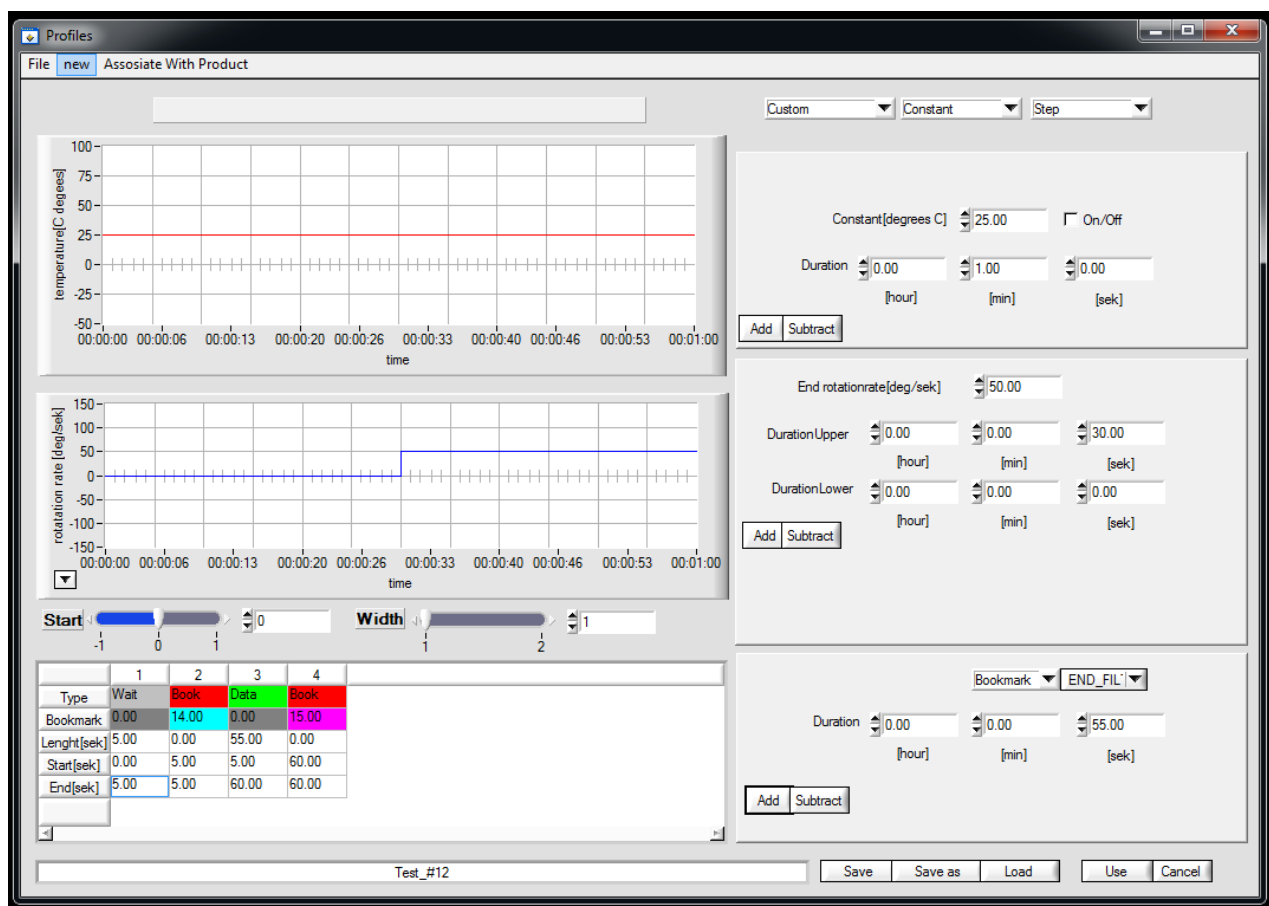 Profiles
File new Assosiate With Product
Custom Constant Step
100
75
50
25
0
-25
-50
temperature[C degees]
00:00:00 00:00:06 00:00:13 00:00:20 00:00:26 00:00:33 00:00:40 00:00:46 00:00:53 00:01:00
time
Constant[degrees C] 25.00 On/Off
Duration 0.00 1.00 0.00
[hour] [min] [sek]
Add Subtract
150
100
50
0
-50
-100
-150
rotatation rate [deg/sek]
00:00:00 00:00:06 00:00:13 00:00:20 00:00:26 00:00:33 00:00:40 00:00:46 00:00:53 00:01:00
time
End rotationrate[deg/sek] 50.00
Duration Upper 0.00 0.00 30.00
[hour] [min] [sek]
Duration Lower 0.00 0.00 0.00
[hour] [min] [sek]
Add Subtract
Start 0 Width 1
-1 0 1 1 2
1 2 3 4
Type Wait Book Data Book
Bookmark 0.00 14.00 0.00 15.00
Lenght[sek] 5.00 0.00 55.00 0.00
Start[sek] 0.00 5.00 5.00 60.00
End[sek] 5.00 5.00 60.00 60.00
Bookmark END_FIL
Duration 0.00 0.00 55.00
[hour] [min] [sek]
Add Subtract
Test_#12 Save Save as Load Use Cancel